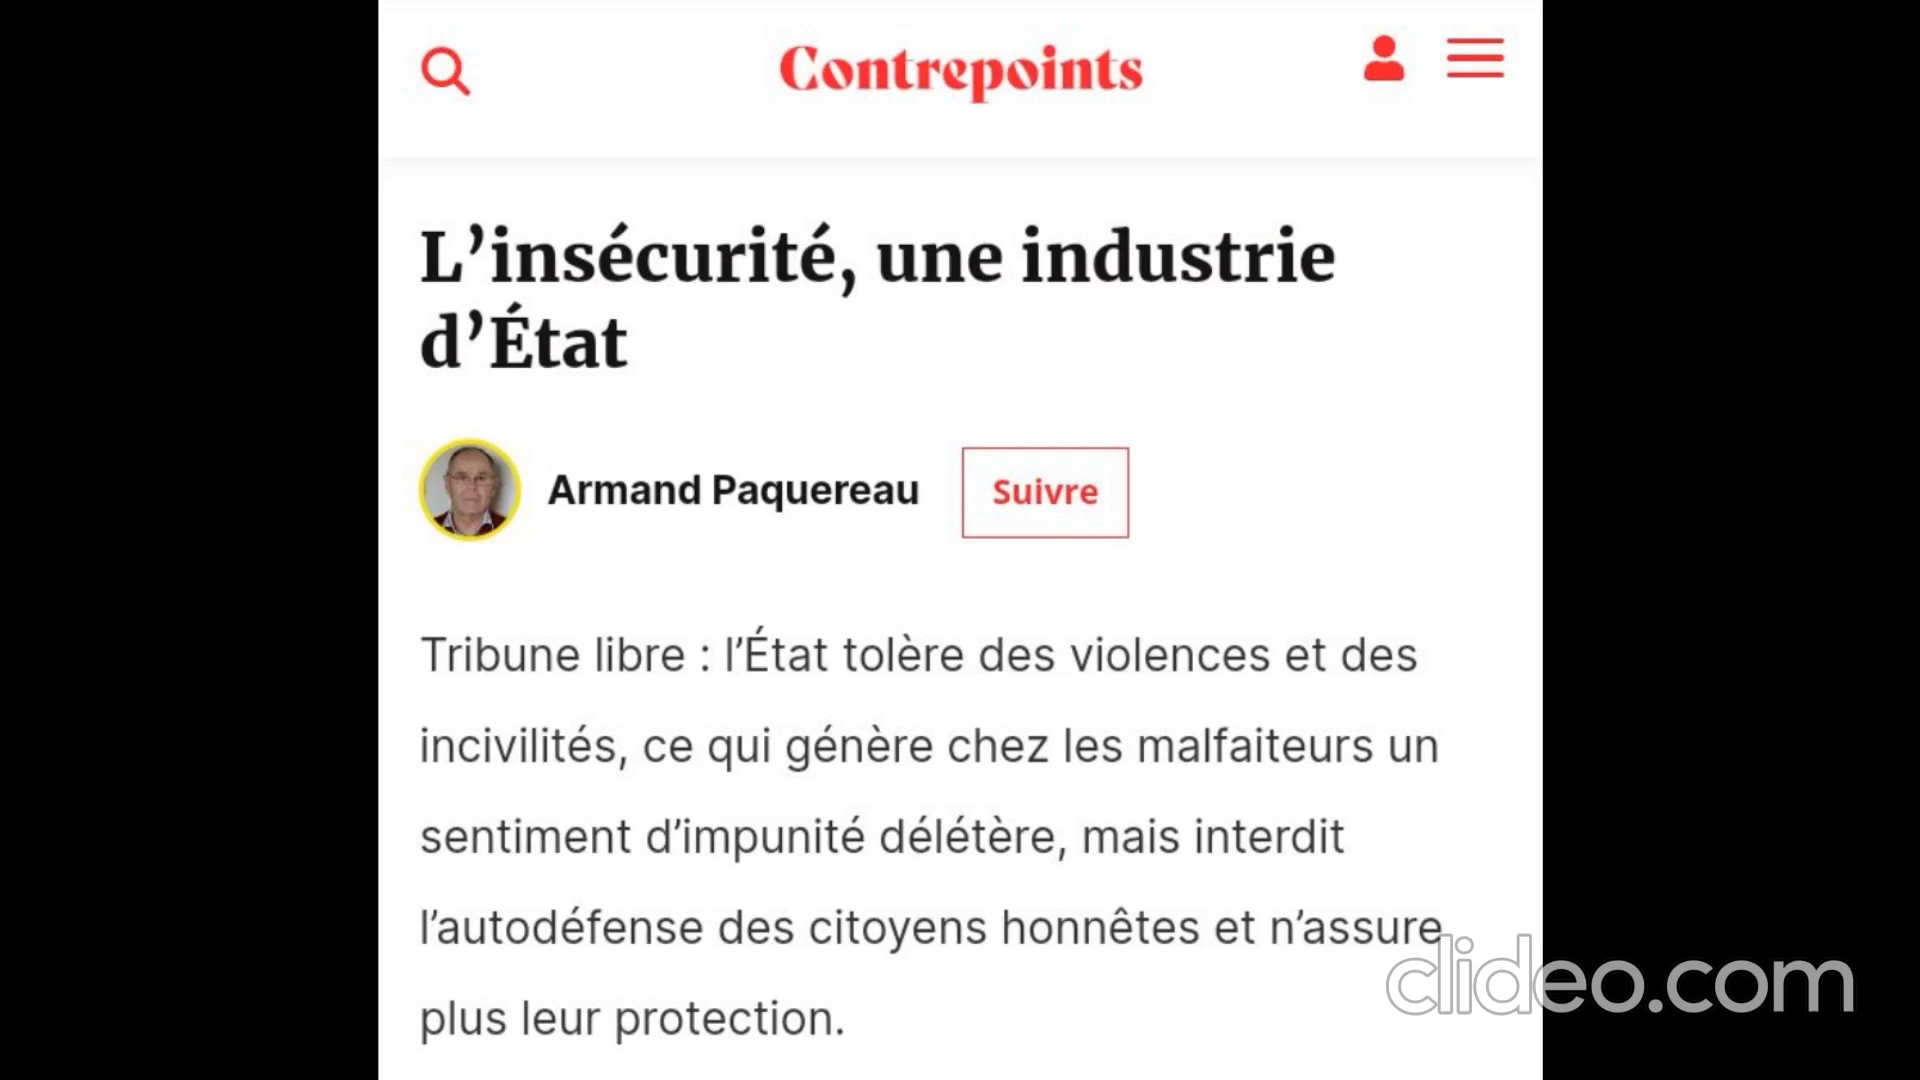 Contrepoints
L’insécurité, une industrie
d’État
Armand Paquereau
Suivre
Tribune libre : l’État tolère des violences et des
incivilités, ce qui génère chez les malfaiteurs un
sentiment d’impunité délétère, mais interdit
l’autodéfense des citoyens honnêtes et n’assure
plus leur protection.
clideo.com